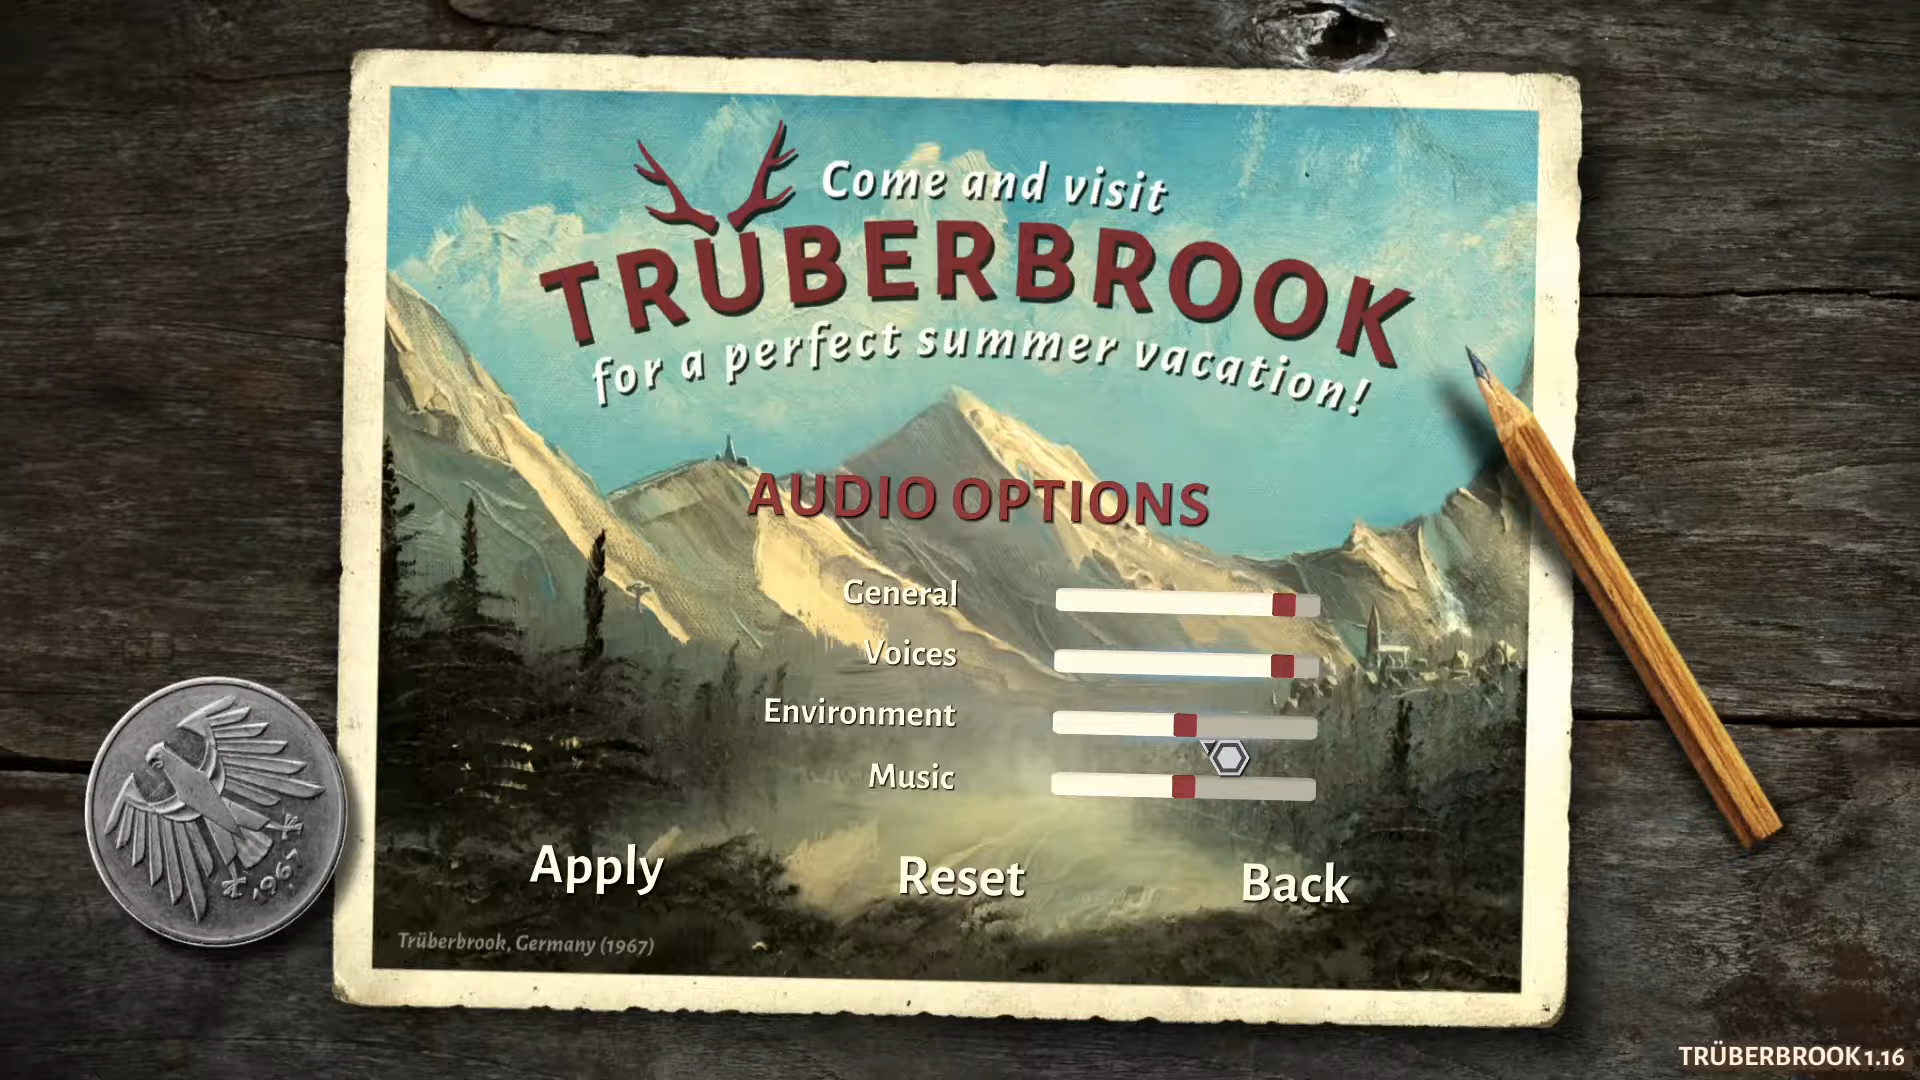 Come and visit
TRÜBERBROOK
for a perfect summer vacation!
AUDIO OPTIONS
General
Voices
Environment
Music
Apply
Reset
Back
1967
Trüberbrook, Germany (1967)
TRÜBERBROOK 1.16